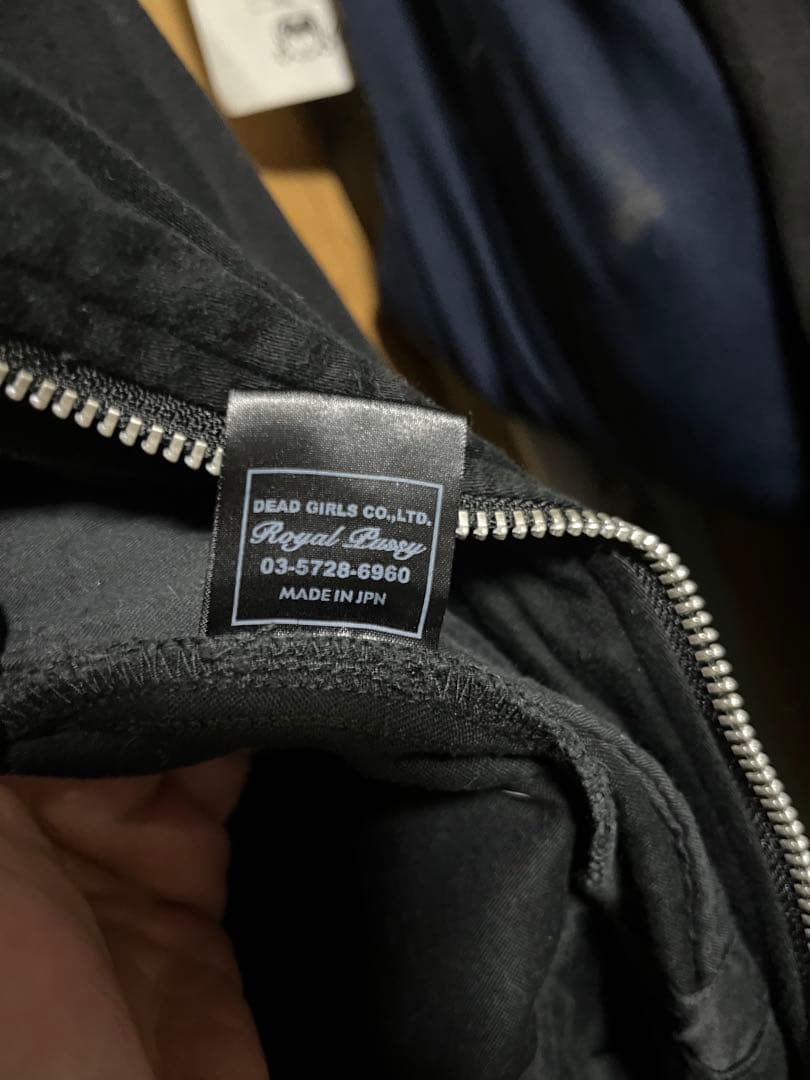 DEAD GIRLS CO.,LTD.
Royal Pussy
03-5728-6960
MADE IN JPN